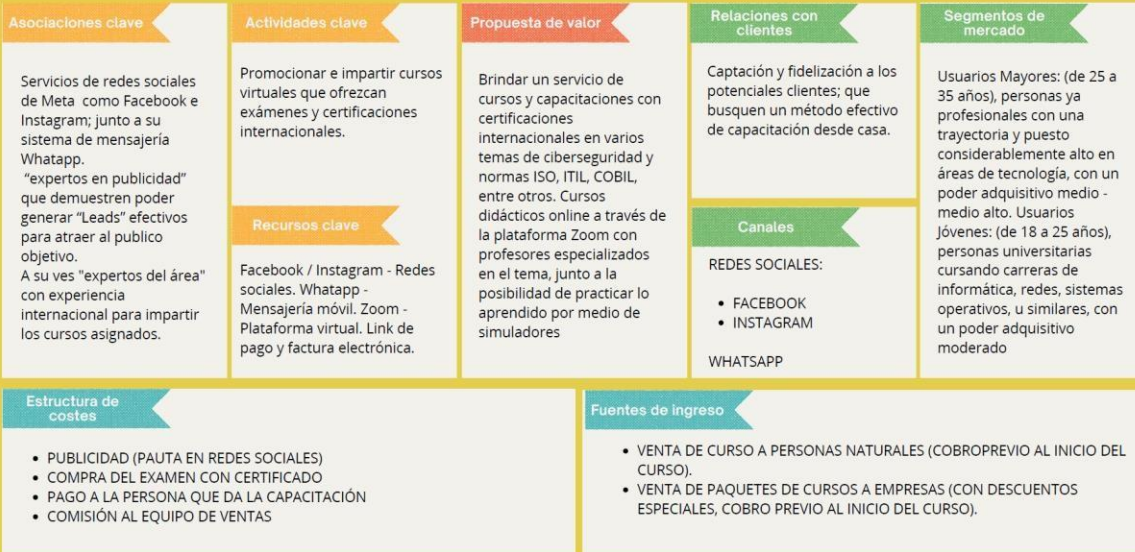 Asociaciones clave
Servicios de redes sociales
de Meta como Facebook e
Instagram; junto a su
sistema de mensajería
Whatapp.
“expertos en publicidad”
que demuestren poder
generar “Leads” efectivos
para atraer al publico
objetivo.
A su ves "expertos del área"
con experiencia
internacional para impartir
los cursos asignados.
Actividades clave
Promocionar e impartir cursos
virtuales que ofrezcan
exámenes y certificaciones
internacionales.
Recursos clave
Facebook / Instagram - Redes
sociales. Whatapp -
Mensajería móvil. Zoom -
Plataforma virtual. Link de
pago y factura electrónica.
Propuesta de valor
Brindar un servicio de
cursos y capacitaciones con
certificaciones
internacionales en varios
temas de ciberseguridad y
normas ISO, ITIL, COBIL,
entre otros. Cursos
didácticos online a través de
la plataforma Zoom con
profesores especializados
en el tema, junto a la
posibilidad de practicar lo
aprendido por medio de
simuladores
Relaciones con
clientes
Captación y fidelización a los
potenciales clientes; que
busquen un método efectivo
de capacitación desde casa.
Canales
REDES SOCIALES:
• FACEBOOK
• INSTAGRAM
WHATSAPP
Segmentos de
mercado
Usuarios Mayores: (de 25 a
35 años), personas ya
profesionales con una
trayectoria y puesto
considerablemente alto en
áreas de tecnología, con un
poder adquisitivo medio -
medio alto. Usuarios
Jóvenes: (de 18 a 25 años),
personas universitarias
cursando carreras de
informática, redes, sistemas
operativos, u similares, con
un poder adquisitivo
moderado
Estructura de
costes
• PUBLICIDAD (PAUTA EN REDES SOCIALES)
• COMPRA DEL EXAMEN CON CERTIFICADO
• PAGO A LA PERSONA QUE DA LA CAPACITACIÓN
• COMISIÓN AL EQUIPO DE VENTAS
Fuentes de ingreso
• VENTA DE CURSO A PERSONAS NATURALES (COBROPREVIO AL INICIO DEL
CURSO).
• VENTA DE PAQUETES DE CURSOS A EMPRESAS (CON DESCUENTOS
ESPECIALES, COBRO PREVIO AL INICIO DEL CURSO).